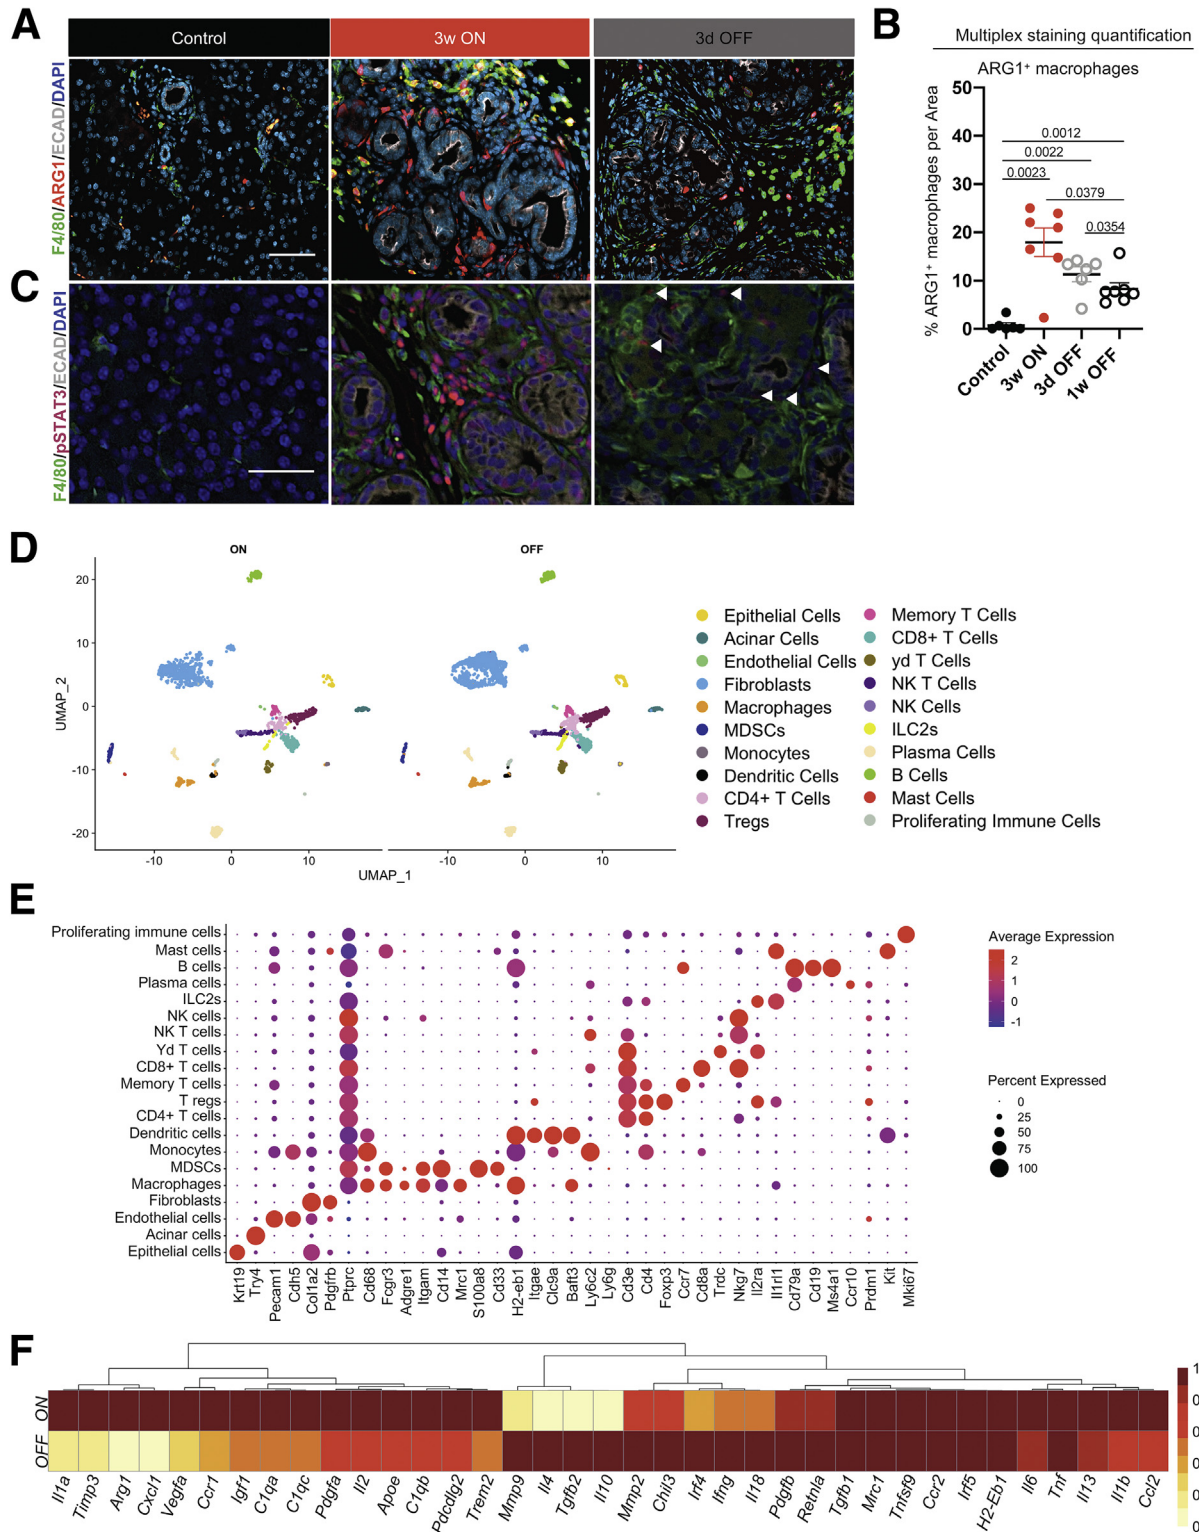 A
Control
3w ON
3d OFF
F4/80/ARG1/ECAD/DAPI
B
Multiplex staining quantification
ARG1+ macrophages
% ARG1+ macrophages per Area
50
40
30
20
10
0
0.0012
0.0022
0.0023
0.0379
0.0354
Control
3w ON
3d OFF
1w OFF
C
F4/80/pSTAT3/ECAD/DAPI
D
ON
OFF
UMAP_2
20
10
0
-10
-20
-10
0
10
-10
0
10
UMAP_1
Epithelial Cells
Acinar Cells
Endothelial Cells
Fibroblasts
Macrophages
MDSCs
Monocytes
Dendritic Cells
CD4+ T Cells
Tregs
Memory T Cells
CD8+ T Cells
yd T Cells
NK T Cells
NK Cells
ILC2s
Plasma Cells
B Cells
Mast Cells
Proliferating Immune Cells
E
Proliferating immune cells
Mast cells
B cells
Plasma cells
ILC2s
NK cells
NK T cells
Yd T cells
CD8+ T cells
Memory T cells
T regs
CD4+ T cells
Dendritic cells
Monocytes
MDSCs
Macrophages
Fibroblasts
Endothelial cells
Acinar cells
Epithelial cells
Krt19
Try4
Pecam1
Cdh5
Col1a2
Pdgfrb
Ptprc
Cd68
Fcgr3
Adgre1
Itgam
Cd14
Mrc1
S100a8
Cd33
H2-eb1
Itgae
Clc9a
Batf3
Ly6c2
Ly6g
Cd3e
Cd4
Foxp3
Ccr7
Cd8a
Trdc
Nkg7
Il2ra
Il1rl1
Cd79a
Cd19
Ms4a1
Ccr10
Prdm1
Kit
Mki67
Average Expression
2
1
0
-1
Percent Expressed
0
25
50
75
100
F
ON
OFF
Il1a
Timp3
Arg1
Cxcl1
Vegfa
Ccr1
Igf1
C1qa
C1qc
Pdgfa
Il2
Apoe
C1qb
Pdcdlg2
Trem2
Mmp9
Il4
Tgfb2
Il10
Mmp2
Chil3
Irf4
Ifng
Il18
Pdgfb
Retnla
Tgfb1
Mrc1
Tnfsf9
Ccr2
Irf5
H2-Eb1
Il6
Tnf
Il13
Il1b
Ccl2
1
0
0
0
0
0